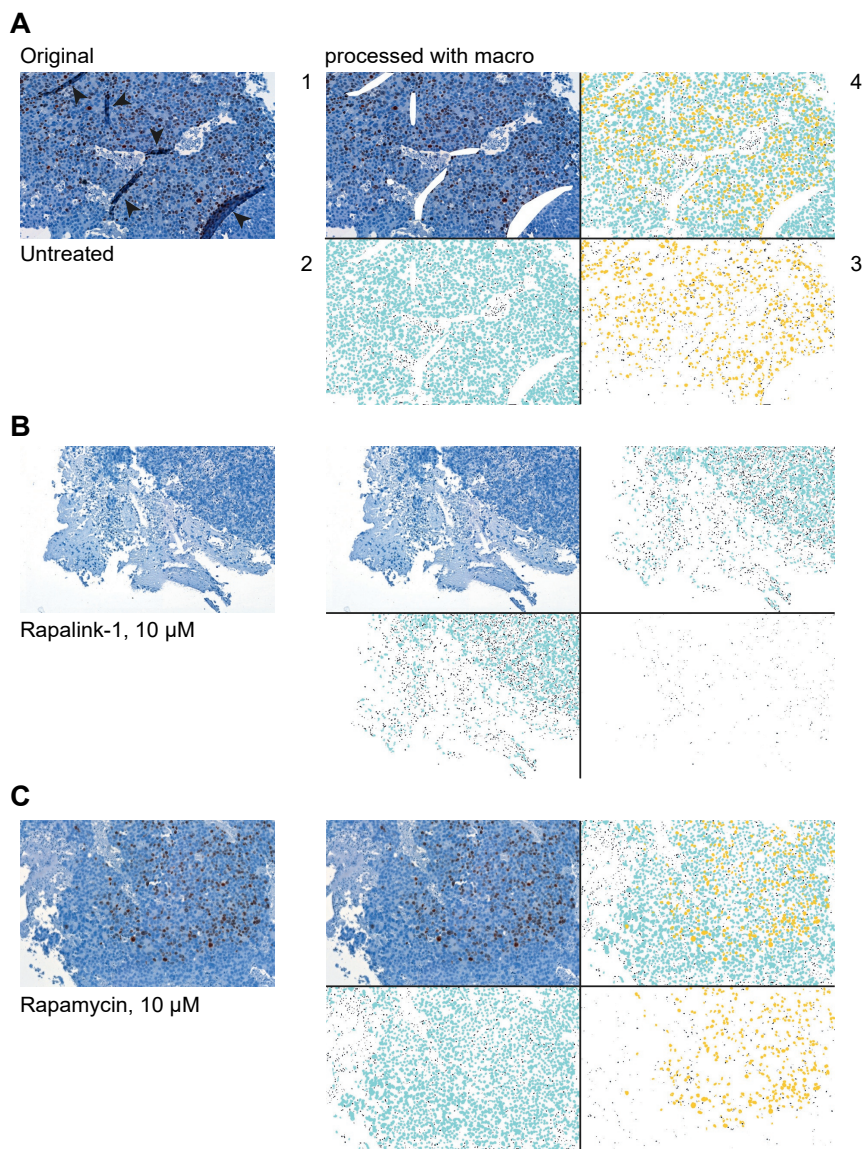 A
Original
processed with macro
1
4
Untreated
2
3
B
Rapalink-1, 10 µM
C
Rapamycin, 10 µM